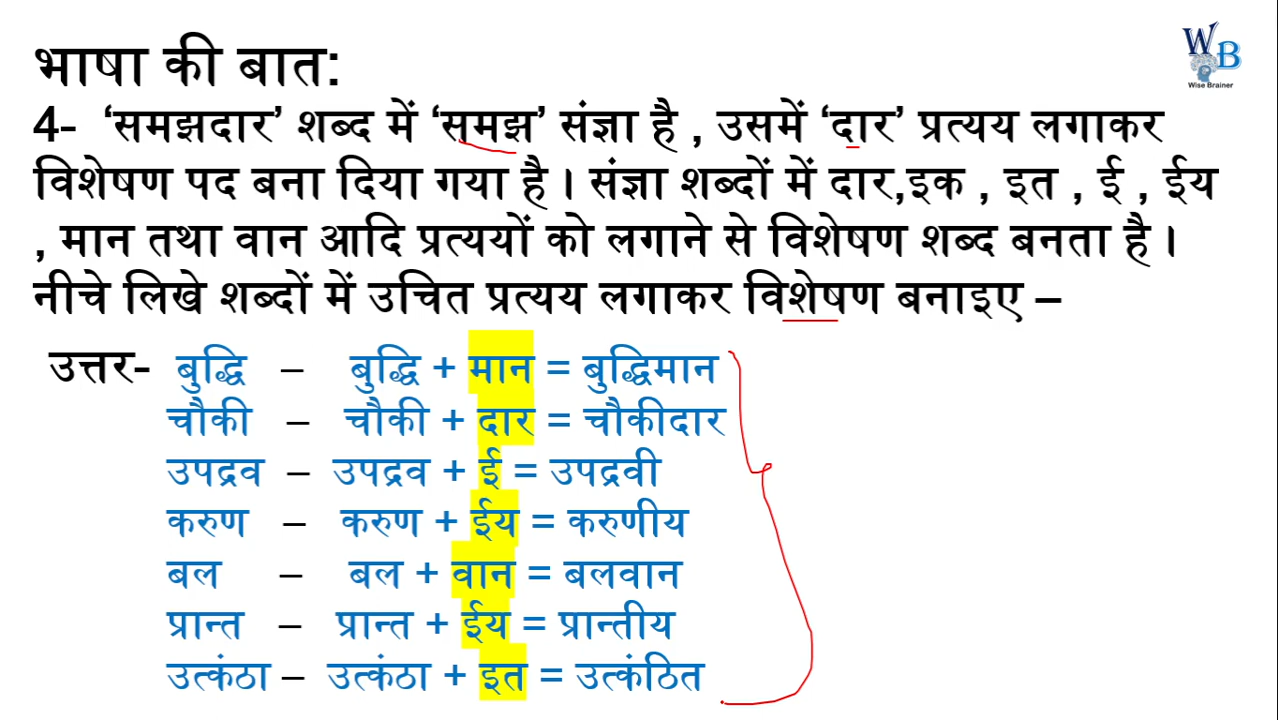 W B
Wise Brainer
भाषा की बात:
4- ‘समझदार’ शब्द में ‘समझ’ संज्ञा है , उसमें ‘दार’ प्रत्यय लगाकर
विशेषण पद बना दिया गया है । संज्ञा शब्दों में दार,इक , इत , ई , ईय
, मान तथा वान आदि प्रत्ययों को लगाने से विशेषण शब्द बनता है ।
नीचे लिखे शब्दों में उचित प्रत्यय लगाकर विशेषण बनाइए –
उत्तर- बुद्धि – बुद्धि + मान = बुद्धिमान
चौकी – चौकी + दार = चौकीदार
उपद्रव – उपद्रव + ई = उपद्रवी
करुण – करुण + ईय = करुणीय
बल – बल + वान = बलवान
प्रान्त – प्रान्त + ईय = प्रान्तीय
उत्कंठा – उत्कंठा + इत = उत्कंठित